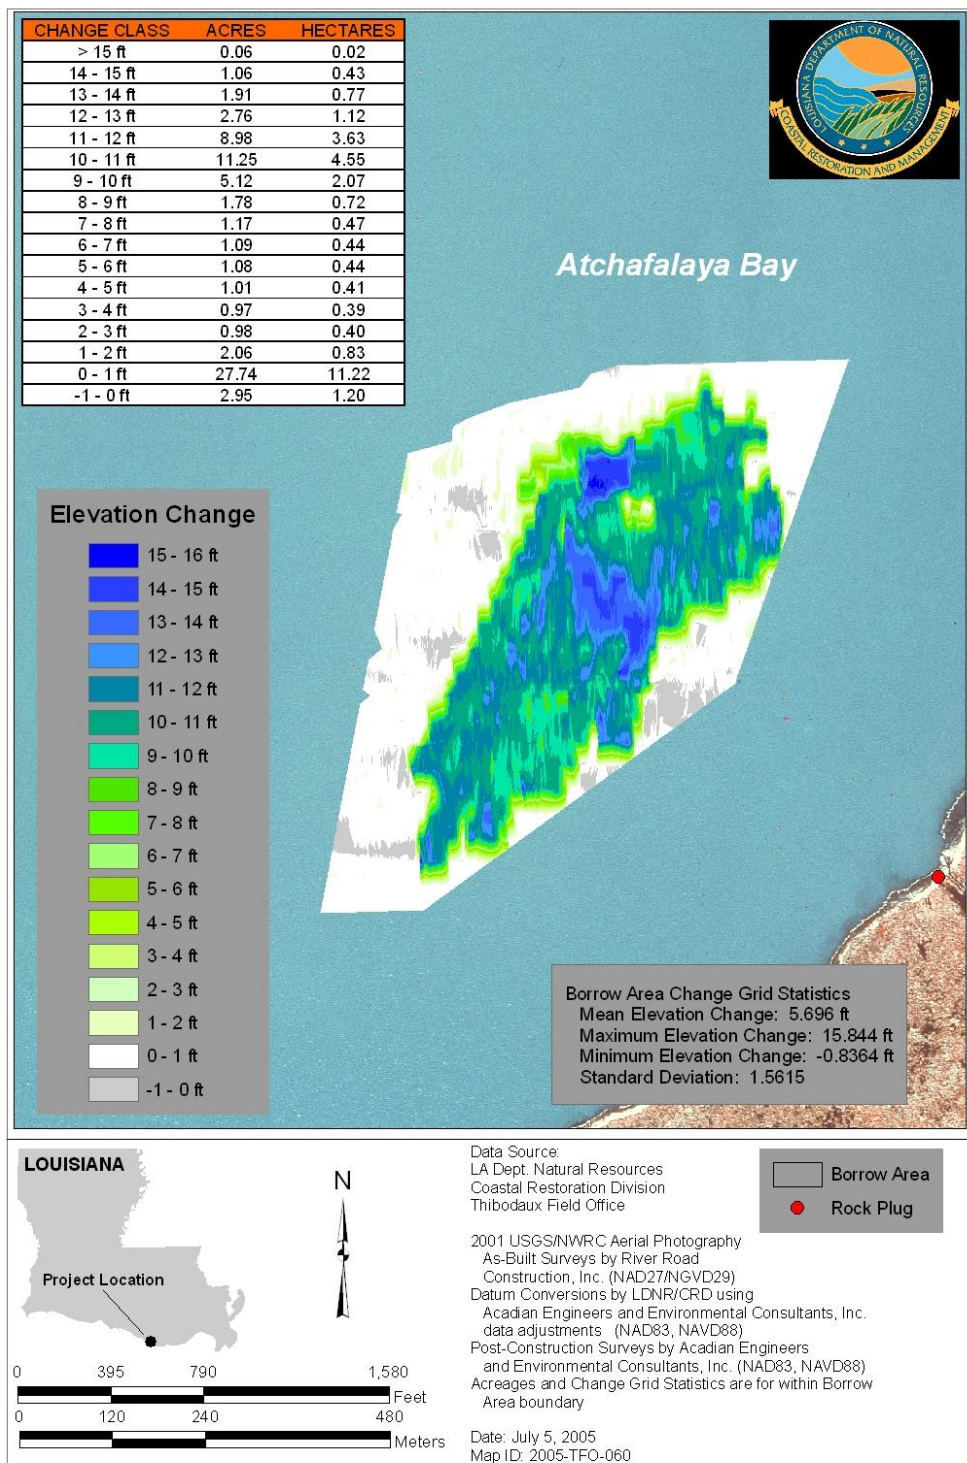 CHANGE CLASS ACRES HECTARES
> 15 ft 0.06 0.02
14 - 15 ft 1.06 0.43
13 - 14 ft 1.91 0.77
12 - 13 ft 2.76 1.12
11 - 12 ft 8.98 3.63
10 - 11 ft 11.25 4.55
9 - 10 ft 5.12 2.07
8 - 9 ft 1.78 0.72
7 - 8 ft 1.17 0.47
6 - 7 ft 1.09 0.44
5 - 6 ft 1.08 0.44
4 - 5 ft 1.01 0.41
3 - 4 ft 0.97 0.39
2 - 3 ft 0.98 0.40
1 - 2 ft 2.06 0.83
0 - 1 ft 27.74 11.22
-1 - 0 ft 2.95 1.20
LOUISIANA DEPARTMENT OF NATURAL RESOURCES
COASTAL RESTORATION AND MANAGEMENT
Atchafalaya Bay
Elevation Change
15 - 16 ft
14 - 15 ft
13 - 14 ft
12 - 13 ft
11 - 12 ft
10 - 11 ft
9 - 10 ft
8 - 9 ft
7 - 8 ft
6 - 7 ft
5 - 6 ft
4 - 5 ft
3 - 4 ft
2 - 3 ft
1 - 2 ft
0 - 1 ft
-1 - 0 ft
Borrow Area Change Grid Statistics
Mean Elevation Change: 5.696 ft
Maximum Elevation Change: 15.844 ft
Minimum Elevation Change: -0.8364 ft
Standard Deviation: 1.5615
LOUISIANA
Project Location
N
0 395 790 1,580
Feet
0 120 240 480
Meters
Data Source:
LA Dept. Natural Resources
Coastal Restoration Division
Thibodaux Field Office
2001 USGS/NWRC Aerial Photography
As-Built Surveys by River Road
Construction, Inc. (NAD27/NGVD29)
Datum Conversions by LDNR/CRD using
Acadian Engineers and Environmental Consultants, Inc.
data adjustments (NAD83, NAVD88)
Post-Construction Surveys by Acadian Engineers
and Environmental Consultants, Inc. (NAD83, NAVD88)
Acreages and Change Grid Statistics are for within Borrow
Area boundary
Date: July 5, 2005
Map ID: 2005-TFO-060
Borrow Area
Rock Plug